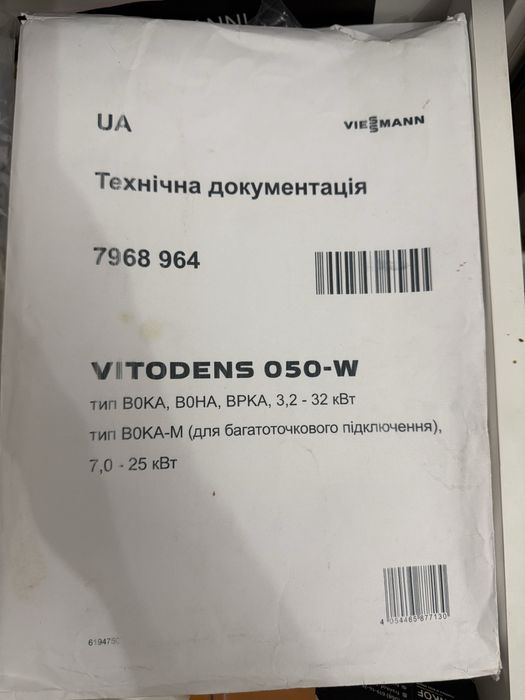 UA
VIESSMANN
Технічна документація
7968 964
VITODENS 050-W
тип B0KA, B0HA, BPKA, 3,2 - 32 кВт
тип B0KA-M (для багатоточкового підключення),
7,0 - 25 кВт
4 054465 877130